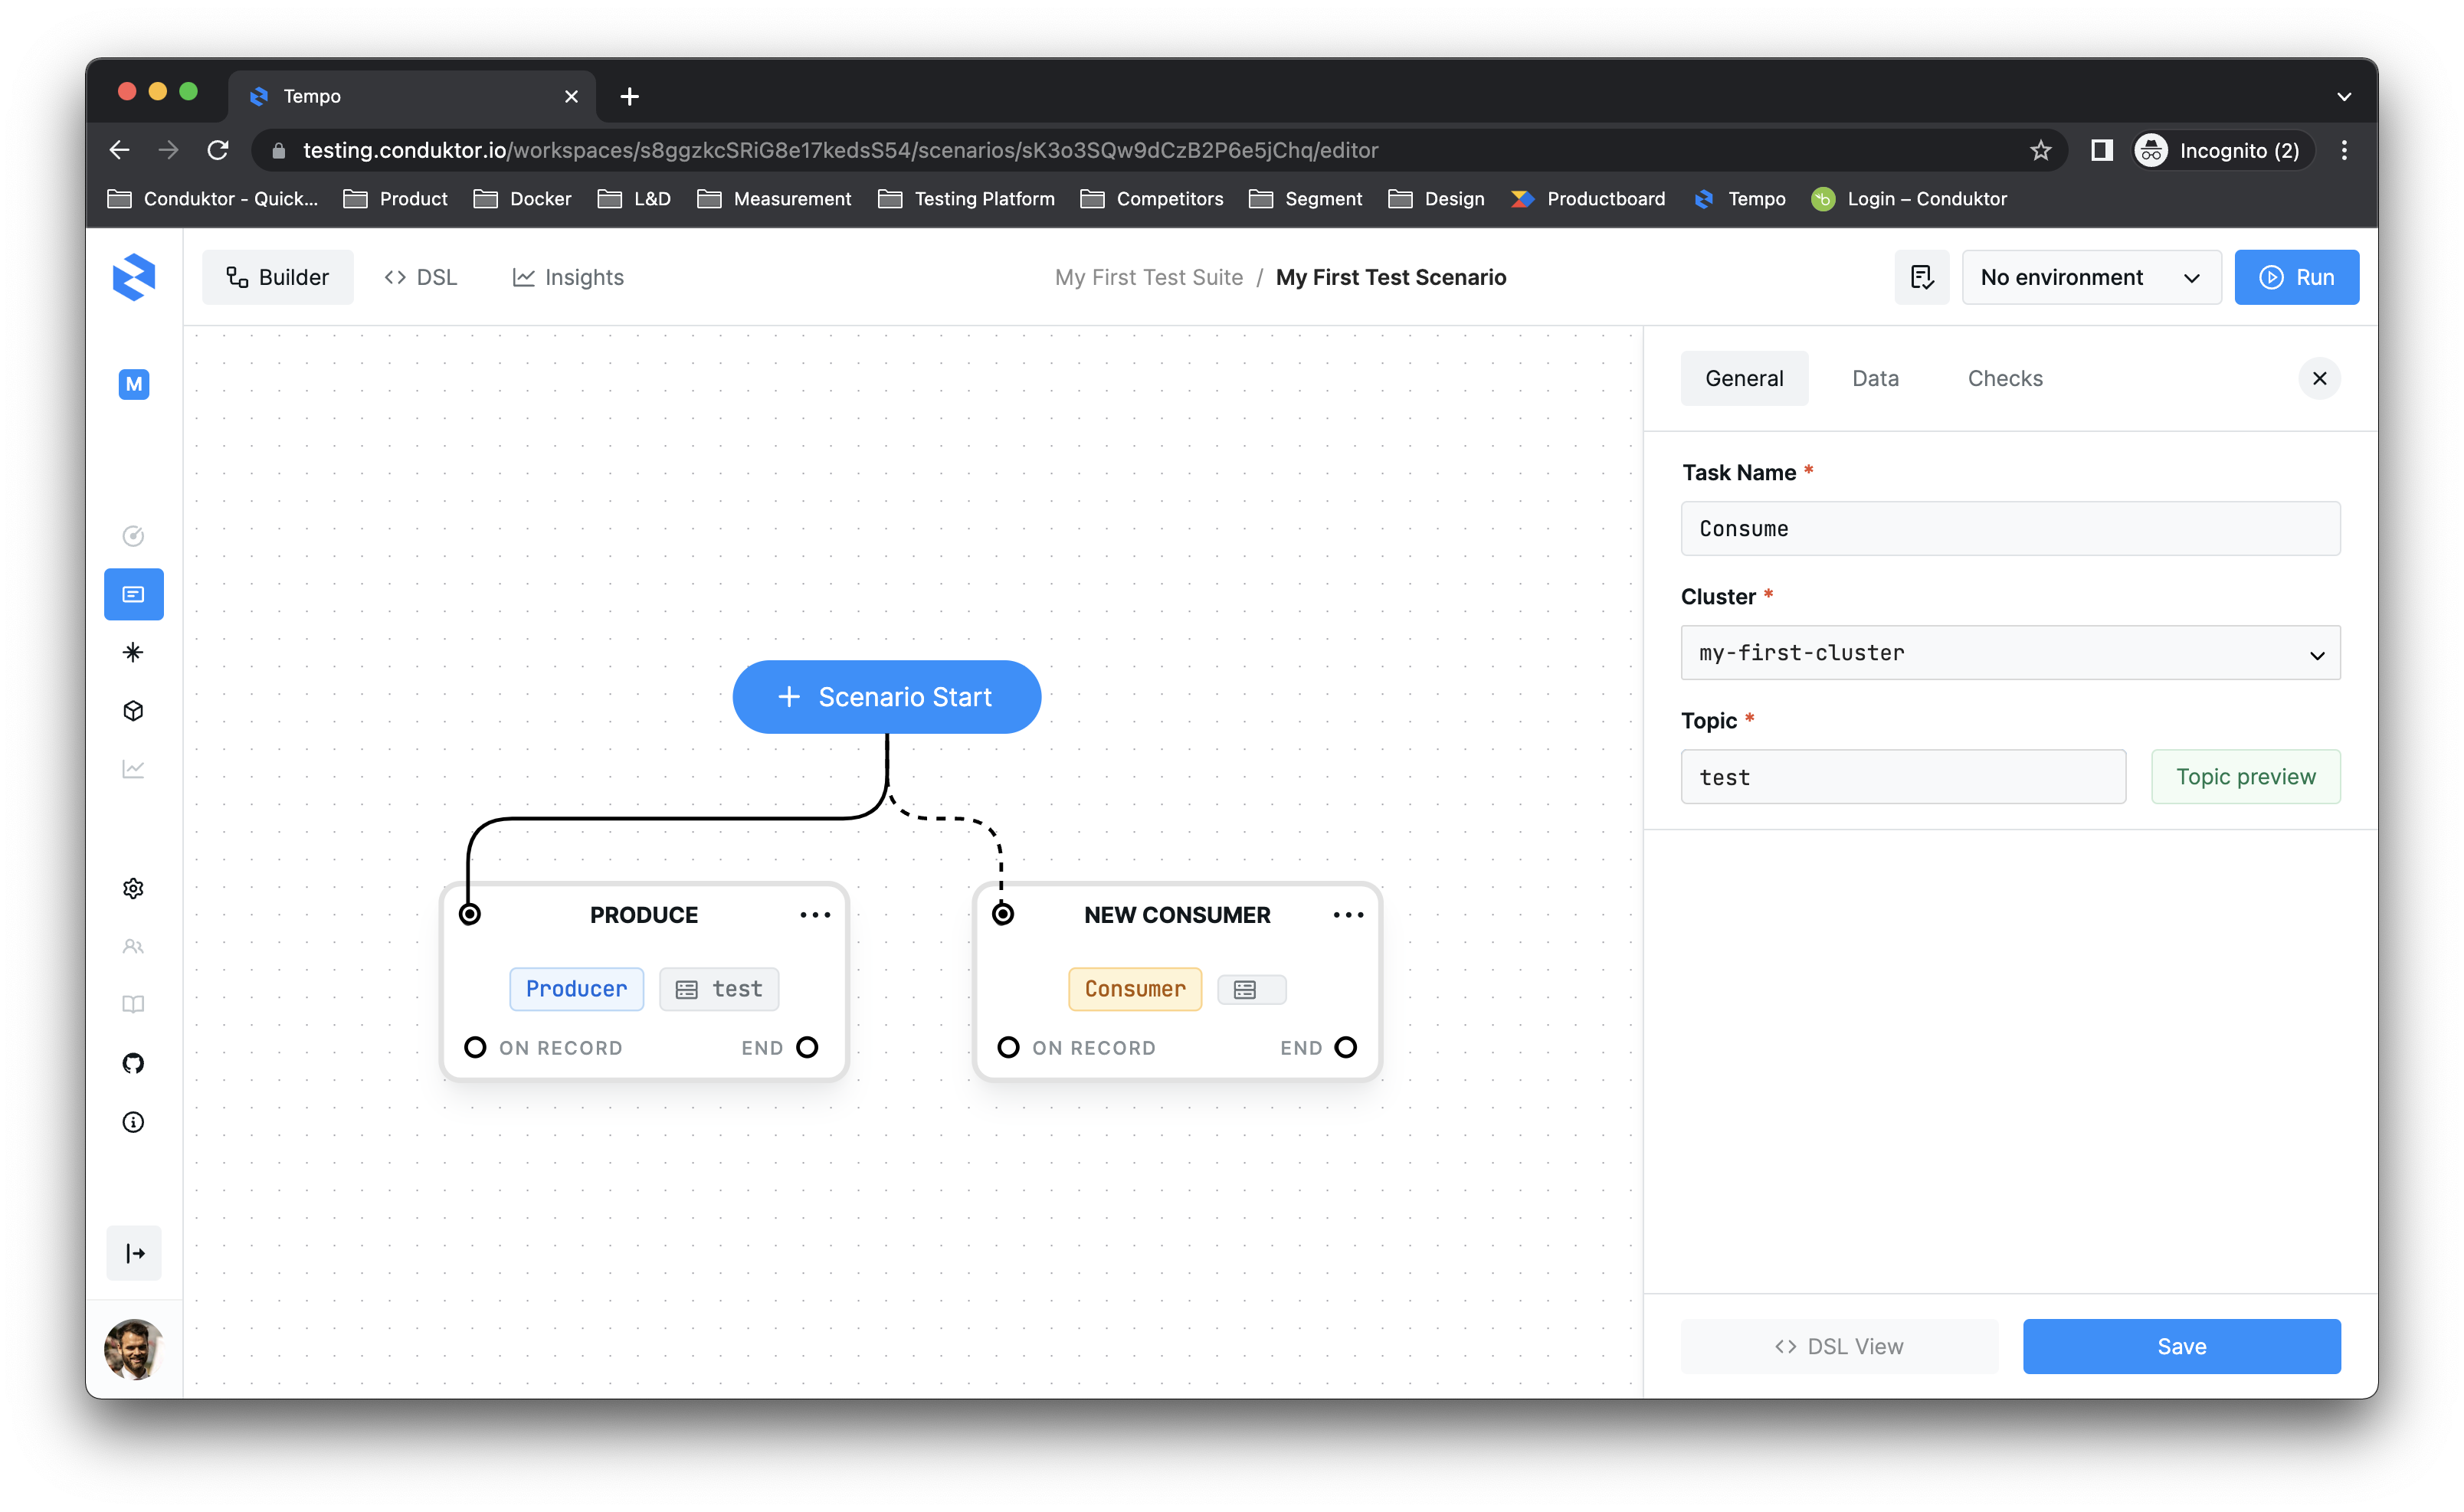 Tempo
testing.conduktor.io/workspaces/s8ggzkcSRiG8e17kedsS54/scenarios/sK3o3SQw9dCzB2P6e5jChq/editor
Incognito (2)
Conduktor - Quick... Product Docker L&D Measurement Testing Platform Competitors Segment Design Productboard Tempo Login – Conduktor
Builder DSL Insights
My First Test Suite / My First Test Scenario
No environment
Run
M
General Data Checks
Task Name *
Consume
Cluster *
my-first-cluster
Topic *
test
Topic preview
Scenario Start
PRODUCE
Producer test
ON RECORD END
NEW CONSUMER
Consumer
ON RECORD END
DSL View
Save